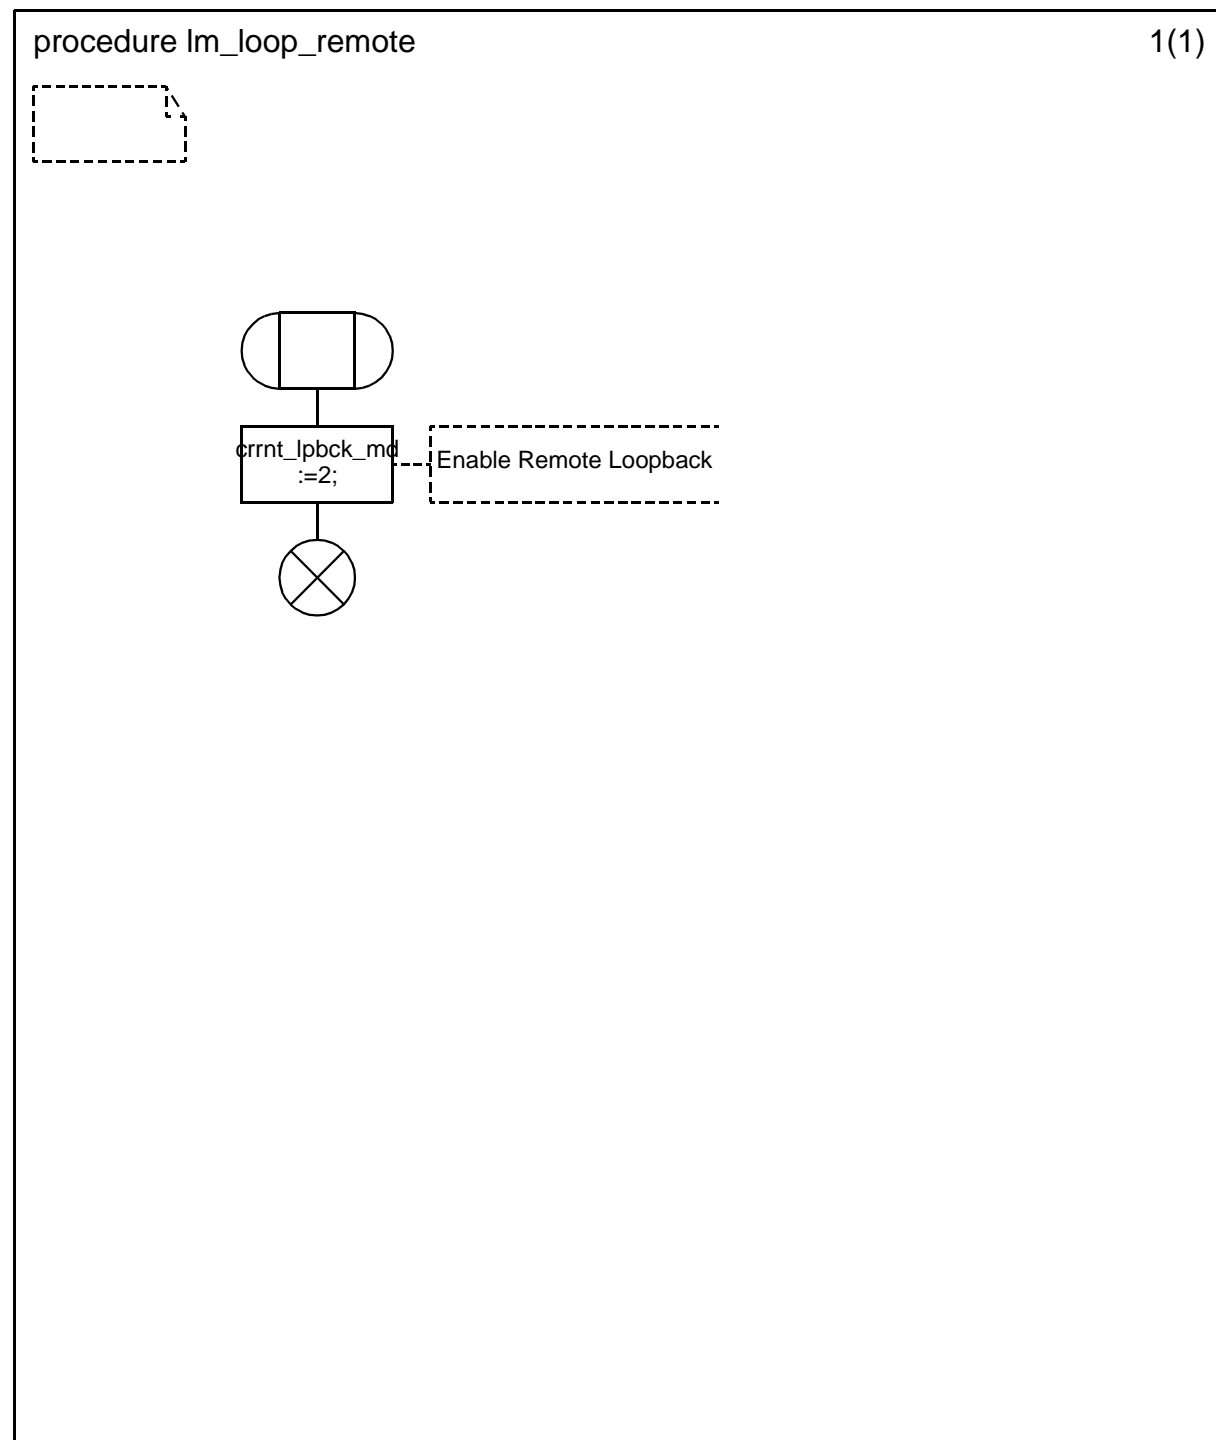 procedure lm_loop_remote 1(1)
crrnt_lpbck_md
:=2;
Enable Remote Loopback